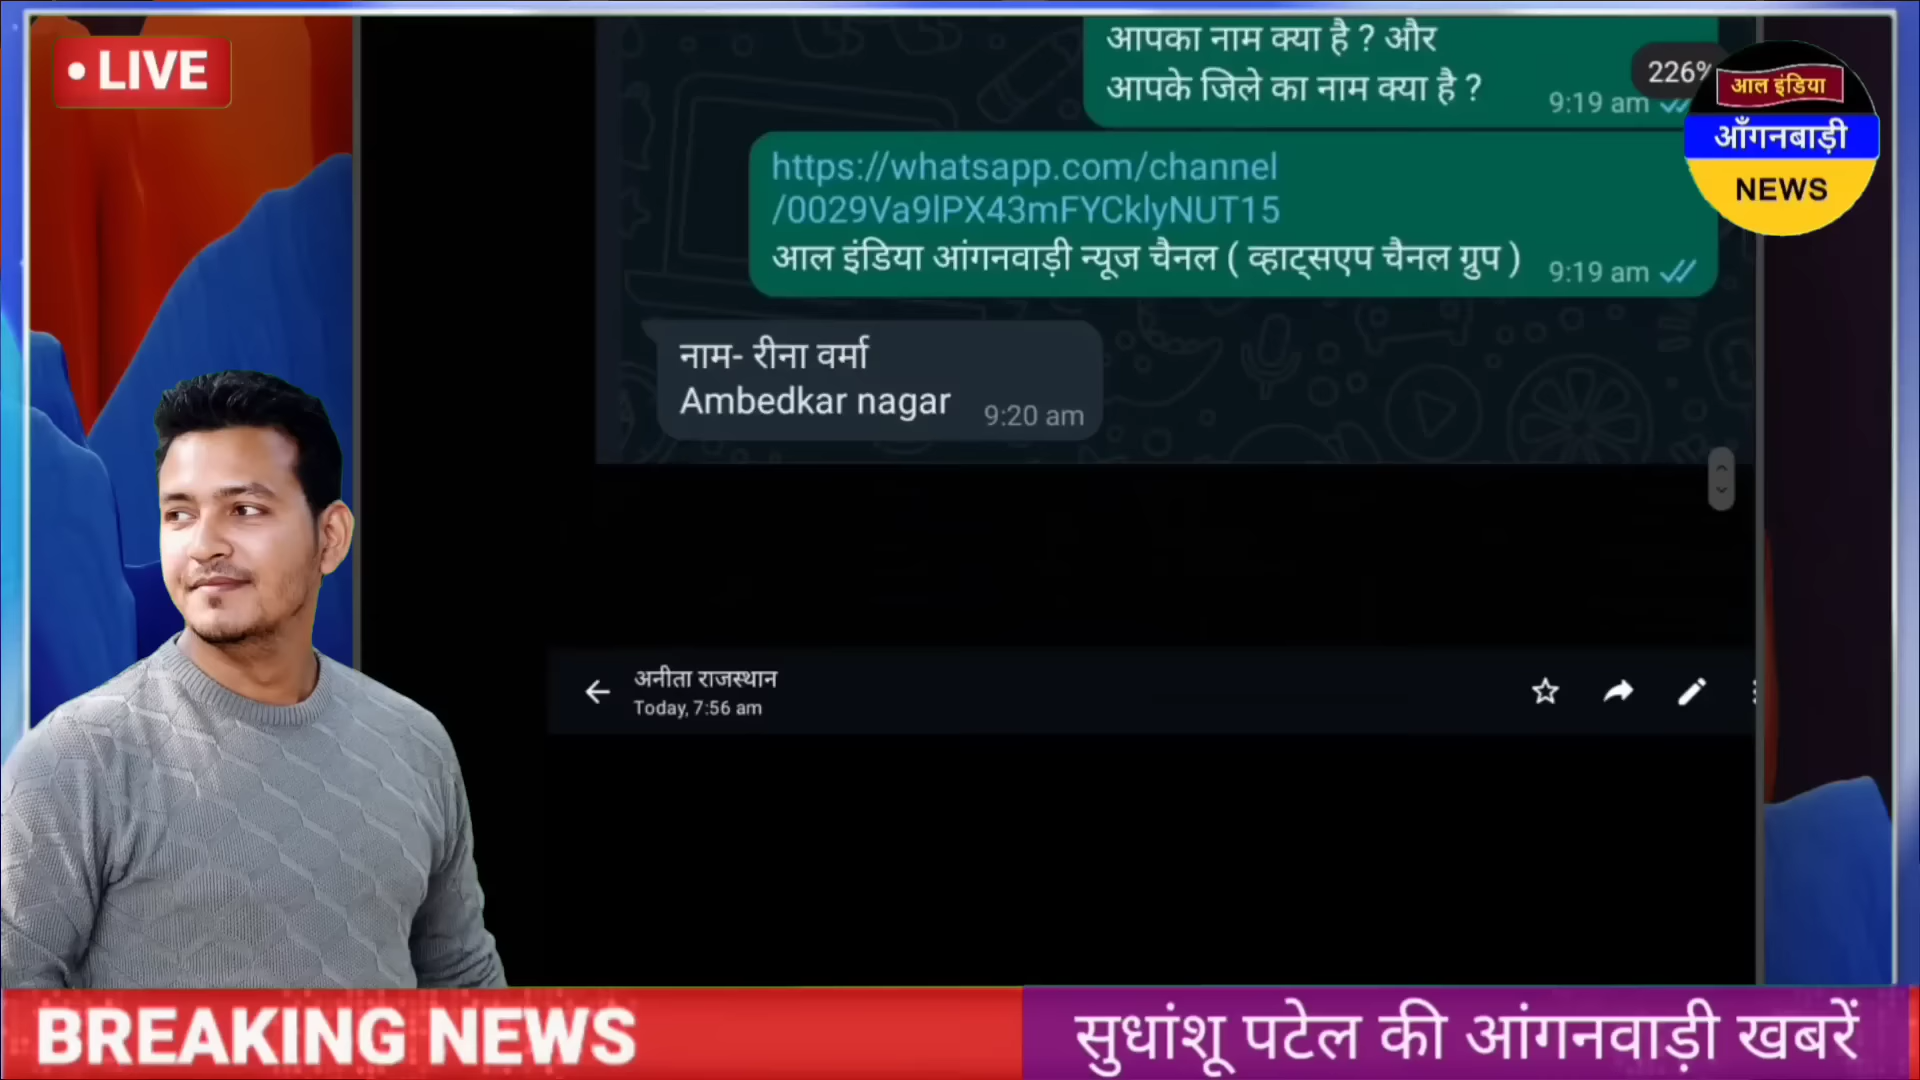 • LIVE
आपका नाम क्या है ? और
आपके जिले का नाम क्या है ?
9:19 am
226%
आल इंडिया
आँगनबाड़ी
NEWS
https://whatsapp.com/channel
/0029Va9lPX43mFYCklyNUT15
आल इंडिया आंगनवाड़ी न्यूज चैनल ( व्हाट्सएप चैनल ग्रुप )
9:19 am
नाम- रीना वर्मा
Ambedkar nagar
9:20 am
अनीता राजस्थान
Today, 7:56 am
BREAKING NEWS
सुधांशू पटेल की आंगनवाड़ी खबरें